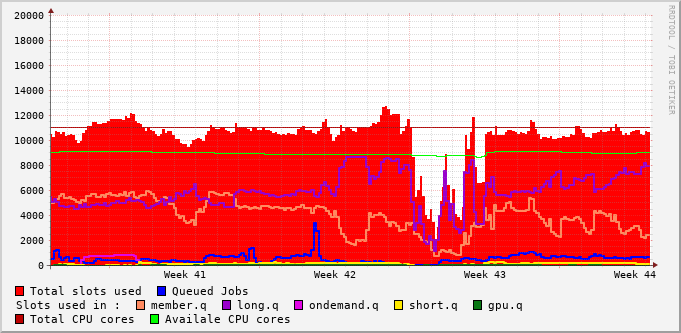 20000
18000
16000
14000
12000
10000
8000
6000
4000
2000
0
Week 41 Week 42 Week 43 Week 44
RRDTOOL / TOBI OETIKER
Total slots used Queued Jobs
Slots used in : member.q long.q ondemand.q short.q gpu.q
Total CPU cores Availale CPU cores